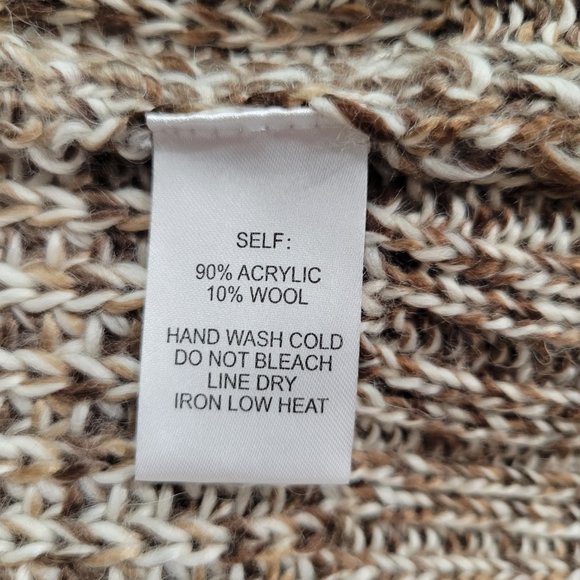 SELF:
90% ACRYLIC
10% WOOL
HAND WASH COLD
DO NOT BLEACH
LINE DRY
IRON LOW HEAT